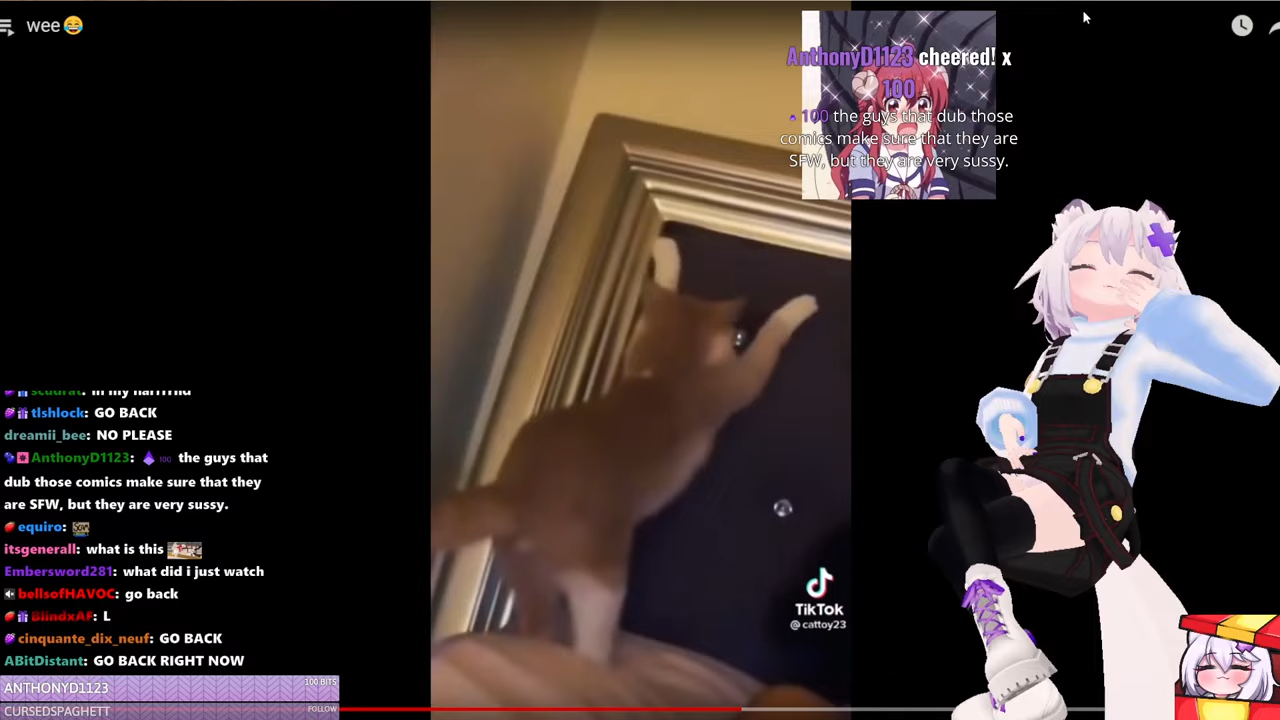 wee😂
AnthonyD1123 cheered! x
100
100 the guys that dub those
comics make sure that they are
SFW, but they are very sussy.
tlshlock: GO BACK
dreamii_bee: NO PLEASE
AnthonyD1123: 100 the guys that
dub those comics make sure that they
are SFW, but they are very sussy.
equiro:
itsgenerall: what is this
Embersword281: what did i just watch
bellsofHAVOC: go back
BlindxAF: L
cinquante_dix_neuf: GO BACK
ABitDistant: GO BACK RIGHT NOW
ANTHONYD1123 100 BITS
CURSEDSPAGHETT FOLLOW
TikTok
@cattoy23